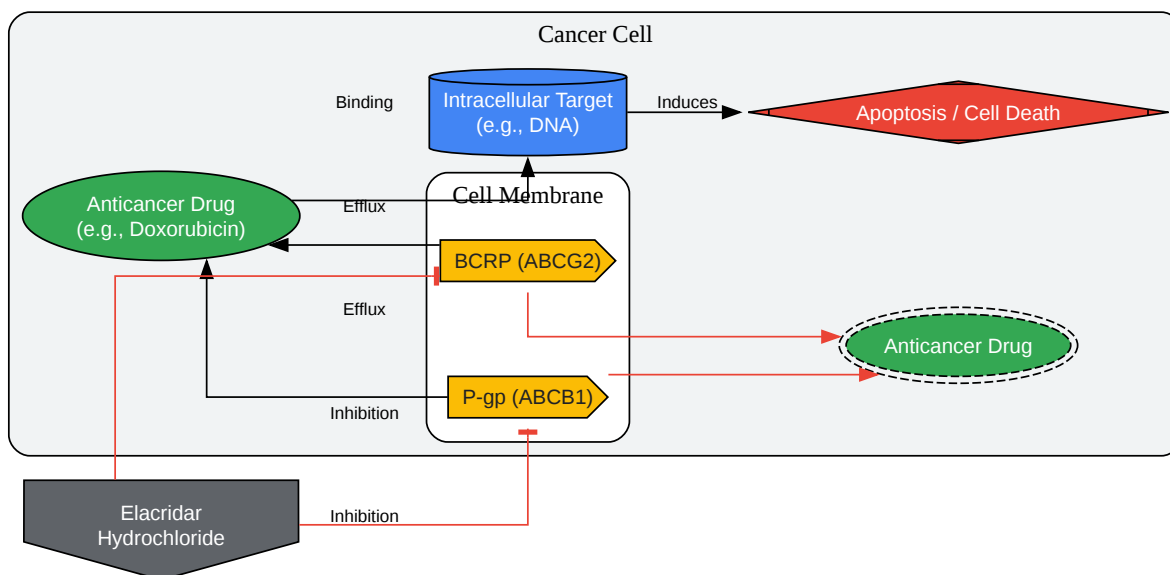 Cancer Cell
Binding
Intracellular Target
(e.g., DNA)
Induces
Apoptosis / Cell Death
Cell Membrane
Anticancer Drug
(e.g., Doxorubicin)
Efflux
BCRP (ABCG2)
Efflux
Anticancer Drug
P-gp (ABCB1)
Inhibition
Elacridar
Hydrochloride
Inhibition